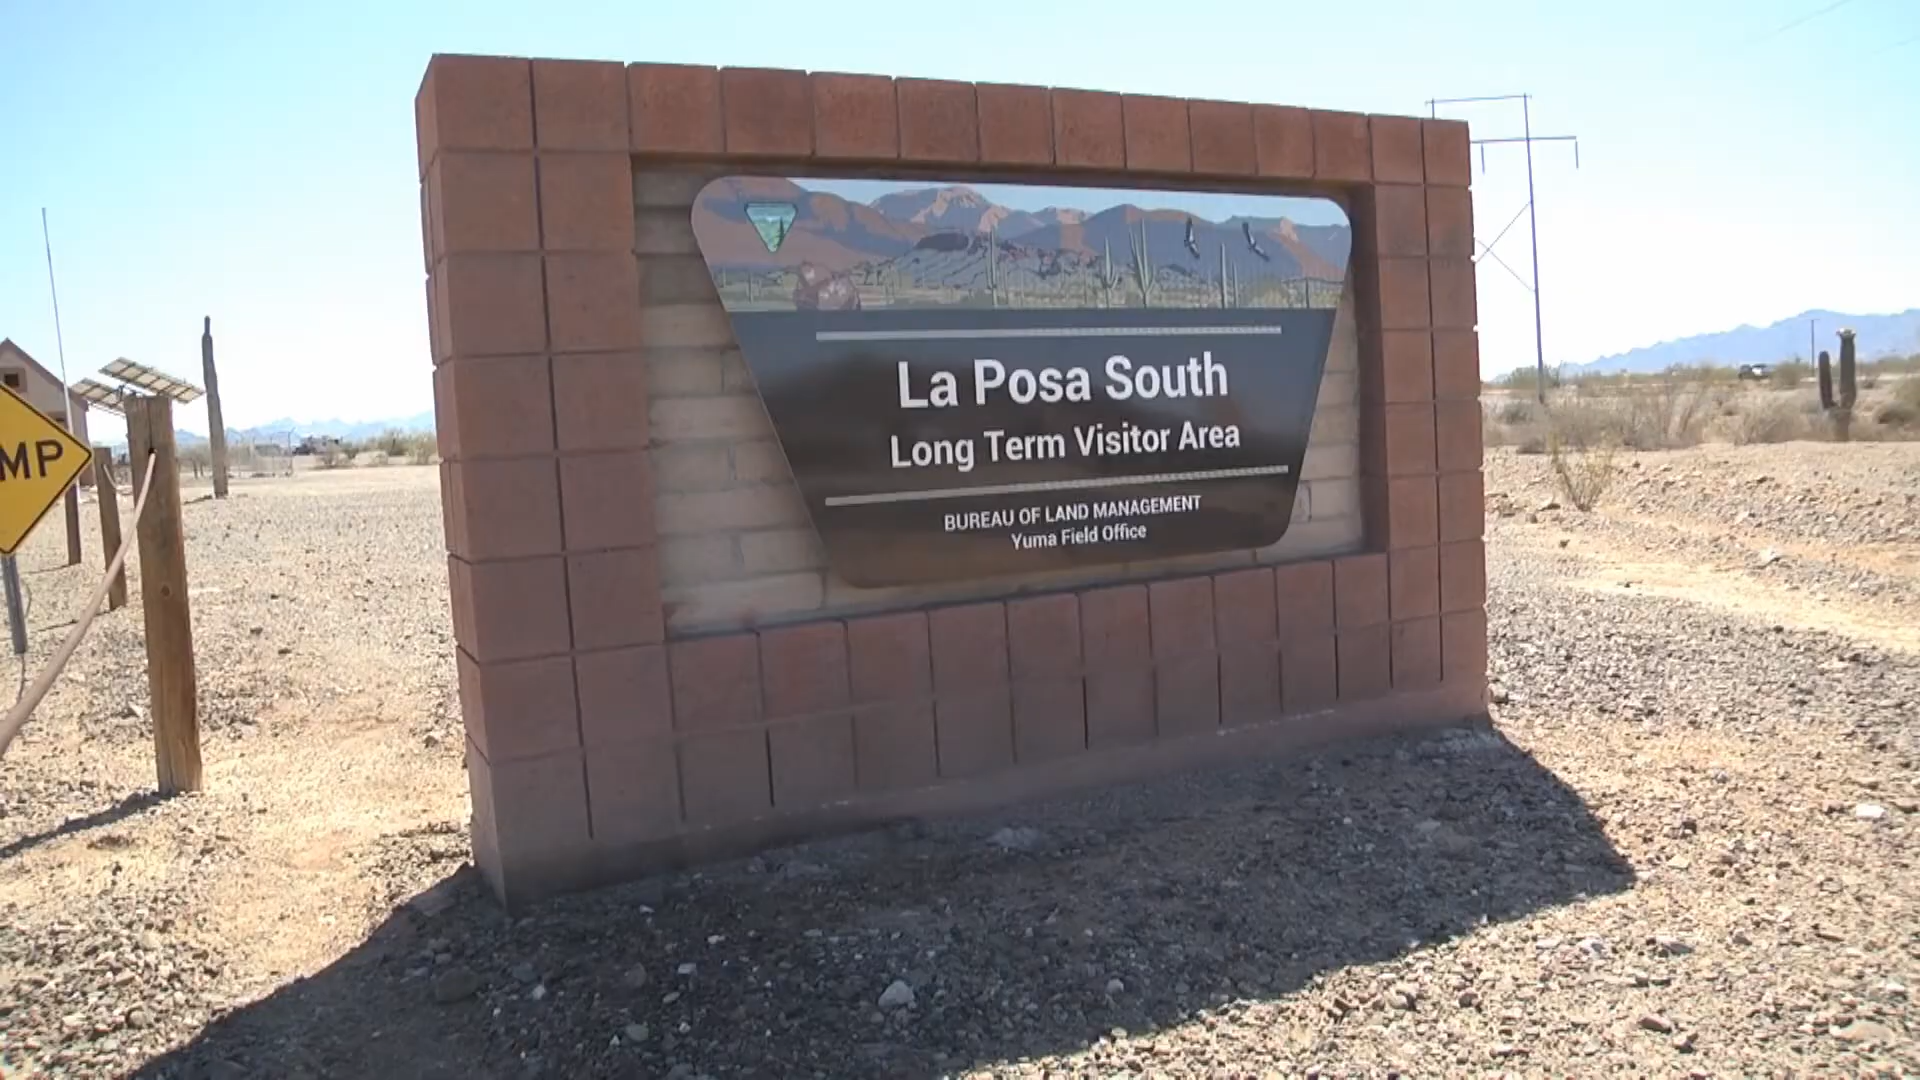 La Posa South
Long Term Visitor Area
BUREAU OF LAND MANAGEMENT
Yuma Field Office
MP